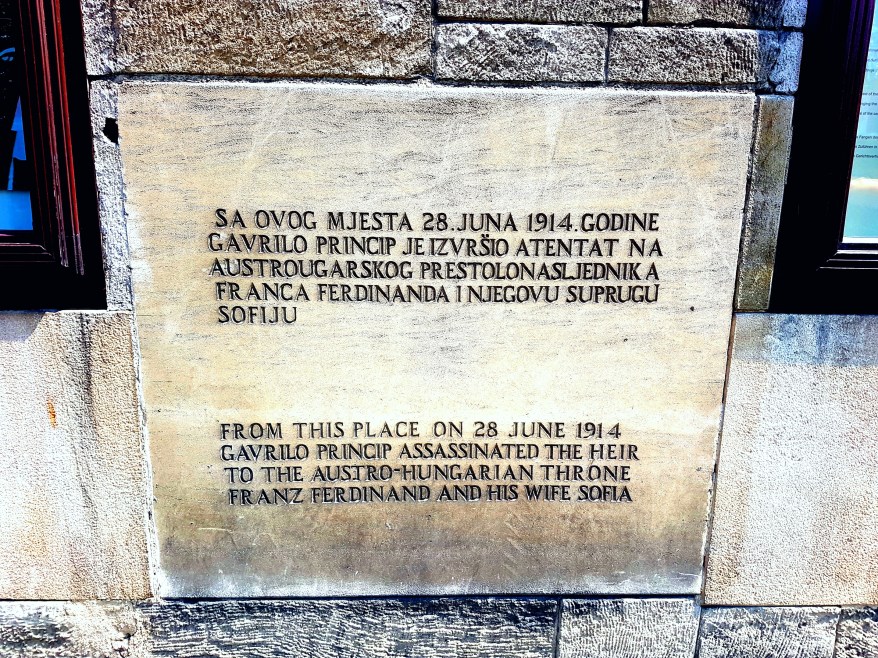 SA OVOG MJESTA 28.JUNA 1914.GODINE
GAVRILO PRINCIP JE IZVRŠIO ATENTAT NA
AUSTROUGARSKOG PRESTOLONASLJEDNIKA
FRANCA FERDINANDA I NJEGOVU SUPRUGU
SOFIJU
FROM THIS PLACE ON 28 JUNE 1914
GAVRILO PRINCIP ASSASSINATED THE HEIR
TO THE AUSTRO-HUNGARIAN THRONE
FRANZ FERDINAND AND HIS WIFE SOFIA